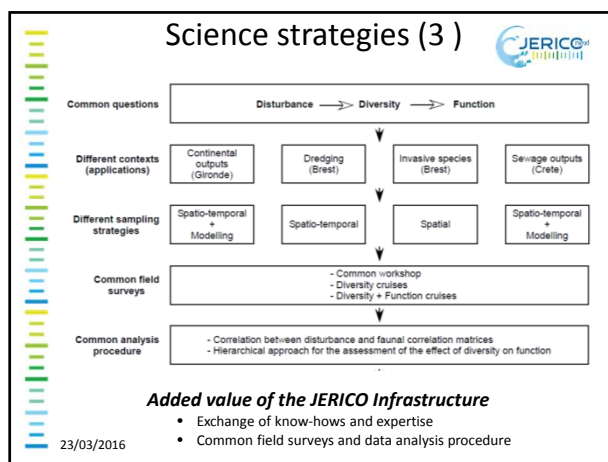 Science strategies (3 )
JERICO next
Common questions
Disturbance Diversity Function
Different contexts
(applications)
Continental
outputs
(Gironde)
Dredging
(Brest)
Invasive species
(Brest)
Sewage outputs
(Crete)
Different sampling
strategies
Spatio-temporal
+
Modelling
Spatio-temporal
Spatial
Spatio-temporal
+
Modelling
Common field
surveys
- Common workshop
- Diversity cruises
- Diversity + Function cruises
Common analysis
procedure
- Correlation between disturbance and faunal correlation matrices
- Hierarchical approach for the assessment of the effect of diversity on function
Added value of the JERICO Infrastructure
• Exchange of know-hows and expertise
• Common field surveys and data analysis procedure
23/03/2016